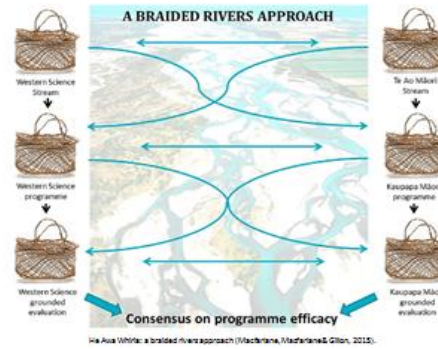 A BRAIDED RIVERS APPROACH
Western Science
Stream
Te Ao Māori
Stream
Western Science
programme
Kaupapa Māori
programme
Western Science
grounded
evaluation
Kaupapa Māori
grounded
evaluation
Consensus on programme efficacy
He Awa Whiria: a braided rivers approach (Macfarlane, Macfarlane & Gillon, 2015).